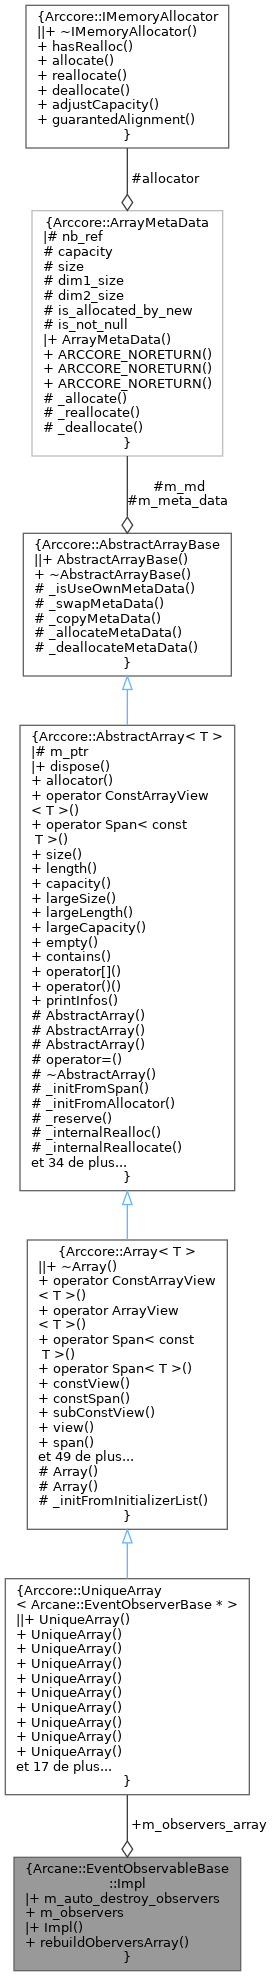 {Arccore::IMemoryAllocator
||+ ~IMemoryAllocator()
+ hasRealloc()
+ allocate()
+ reallocate()
+ deallocate()
+ adjustCapacity()
+ guarantedAlignment()
}
#allocator
{Arccore::ArrayMetaData
|# nb_ref
# capacity
# size
# dim1_size
# dim2_size
# is_allocated_by_new
# is_not_null
|+ ArrayMetaData()
+ ARCCORE_NORETURN()
+ ARCCORE_NORETURN()
+ ARCCORE_NORETURN()
# _allocate()
# _reallocate()
# _deallocate()
}
#m_md
#m_meta_data
{Arccore::AbstractArrayBase
||+ AbstractArrayBase()
+ ~AbstractArrayBase()
# _isUseOwnMetaData()
# _swapMetaData()
# _copyMetaData()
# _allocateMetaData()
# _deallocateMetaData()
}
{Arccore::AbstractArray< T >
|# m_ptr
|+ dispose()
+ allocator()
+ operator ConstArrayView
< T >()
+ operator Span< const
T >()
+ size()
+ length()
+ capacity()
+ largeSize()
+ largeLength()
+ largeCapacity()
+ empty()
+ contains()
+ operator[]()
+ operator()()
+ printInfos()
# AbstractArray()
# AbstractArray()
# AbstractArray()
# operator=()
# ~AbstractArray()
# _initFromSpan()
# _initFromAllocator()
# _reserve()
# _internalRealloc()
# _internalReallocate()
et 34 de plus...
}
{Arccore::Array< T >
||+ ~Array()
+ operator ConstArrayView
< T >()
+ operator ArrayView
< T >()
+ operator Span< const
T >()
+ operator Span< T >()
+ constView()
+ constSpan()
+ subConstView()
+ view()
+ span()
et 49 de plus...
# Array()
# Array()
# _initFromInitializerList()
}
{Arccore::UniqueArray
< Arcane::EventObserverBase * >
||+ UniqueArray()
+ UniqueArray()
+ UniqueArray()
+ UniqueArray()
+ UniqueArray()
+ UniqueArray()
+ UniqueArray()
+ UniqueArray()
+ UniqueArray()
+ UniqueArray()
et 17 de plus...
}
+m_observers_array
{Arcane::EventObservableBase
::Impl
|+ m_auto_destroy_observers
+ m_observers
|+ Impl()
+ rebuildOberversArray()
}